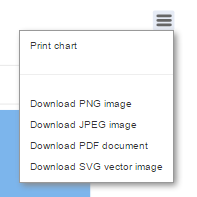 Print chart
Download PNG image
Download JPEG image
Download PDF document
Download SVG vector image